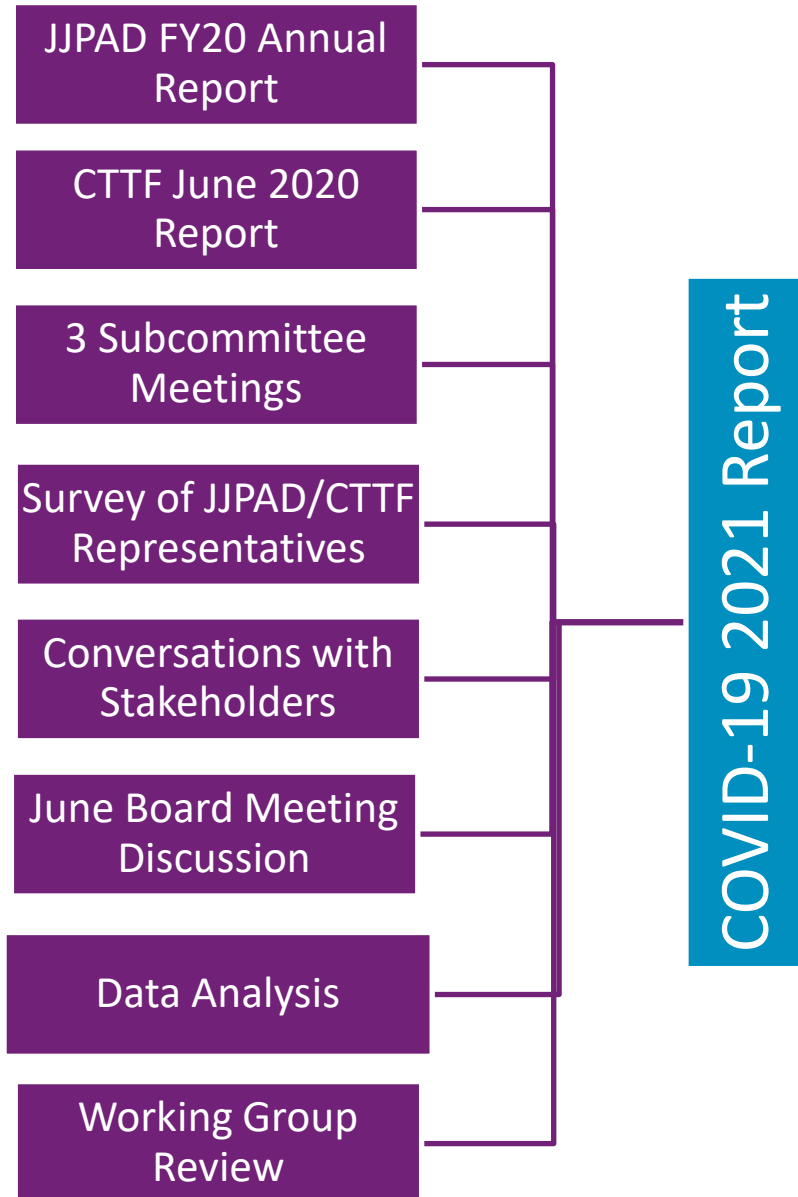 JJPAD FY20 Annual
Report
CTTF June 2020
Report
3 Subcommittee
Meetings
Survey of JJPAD/CTTF
Representatives
Conversations with
Stakeholders
June Board Meeting
Discussion
Data Analysis
Working Group
Review
COVID-19 2021 Report